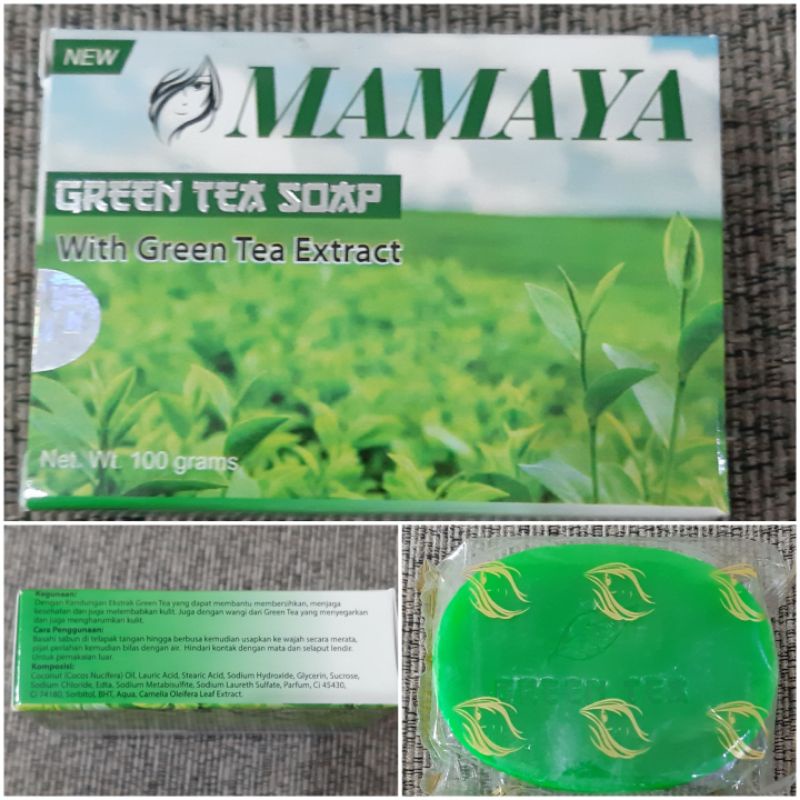 NEW
MAMAYA
GREEN TEA SOAP
With Green Tea Extract
Net. Wt. 100 grams
Kegunaan:
Dengan Kandungan Ekstrak Green Tea yang dapat membantu membersihkan, menjaga
kesehatan dan juga melembabkan kulit. Juga dengan wangi dari Green Tea yang menyegarkan
dan juga mengharumkan kulit.
Cara Penggunaan:
Basahi sabun di telapak tangan hingga berbusa kemudian usapkan ke wajah secara merata,
pijat perlahan kemudian bilas dengan air. Hindari kontak dengan mata dan selaput lendir.
Untuk pemakaian luar.
Komposisi:
Coconut (Cocos Nucifera) Oil, Lauric Acid, Stearic Acid, Sodium Hydroxide, Glycerin, Sucrose,
Sodium Chloride, Edta, Sodium Metabisulfite, Sodium Laureth Sulfate, Parfum, Ci 45430,
Ci 74180, Sorbitol, BHT, Aqua, Camelia Oleifera Leaf Extract.